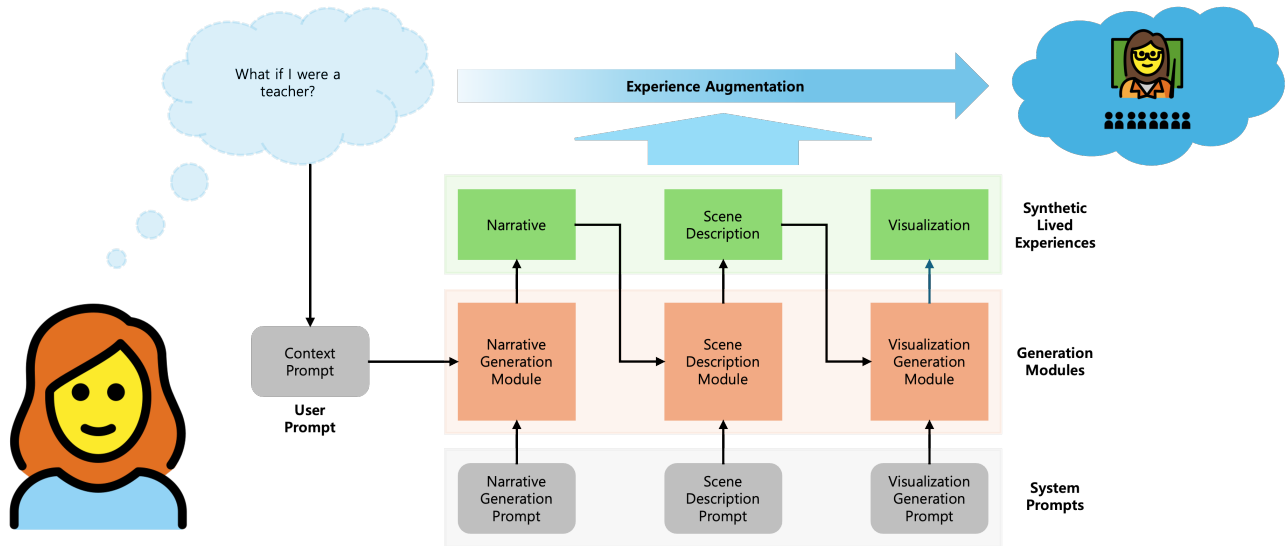 What if I were a
teacher?
Experience Augmentation
Narrative
Scene
Description
Visualization
Synthetic
Lived
Experiences
Context
Prompt
User
Prompt
Narrative
Generation
Module
Scene
Description
Module
Visualization
Generation
Module
Generation
Modules
Narrative
Generation
Prompt
Scene
Description
Prompt
Visualization
Generation
Prompt
System
Prompts